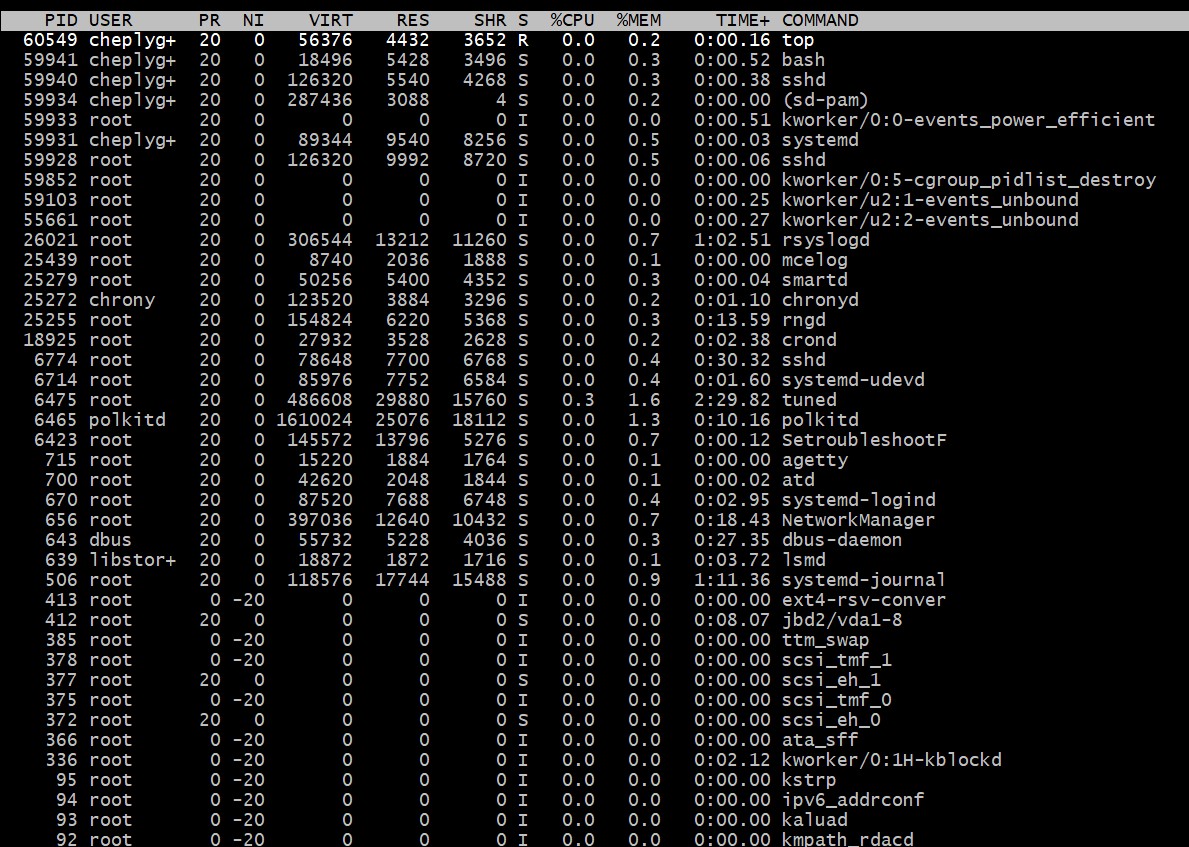 PID USER PR NI VIRT RES SHR S %CPU %MEM TIME+ COMMAND
60549 cheplyg+ 20 0 56376 4432 3652 R 0.0 0.2 0:00.16 top
59941 cheplyg+ 20 0 18496 5428 3496 S 0.0 0.3 0:00.52 bash
59940 cheplyg+ 20 0 126320 5540 4268 S 0.0 0.3 0:00.38 sshd
59934 cheplyg+ 20 0 287436 3088 4 S 0.0 0.2 0:00.00 (sd-pam)
59933 root 20 0 0 0 0 I 0.0 0.0 0:00.51 kworker/0:0-events_power_efficient
59931 cheplyg+ 20 0 89344 9540 8256 S 0.0 0.5 0:00.03 systemd
59928 root 20 0 126320 9992 8720 S 0.0 0.5 0:00.06 sshd
59852 root 20 0 0 0 0 I 0.0 0.0 0:00.00 kworker/0:5-cgroup_pidlist_destroy
59103 root 20 0 0 0 0 I 0.0 0.0 0:00.25 kworker/u2:1-events_unbound
55661 root 20 0 0 0 0 I 0.0 0.0 0:00.27 kworker/u2:2-events_unbound
26021 root 20 0 306544 13212 11260 S 0.0 0.7 1:02.51 rsyslogd
25439 root 20 0 8740 2036 1888 S 0.0 0.1 0:00.00 mcelog
25279 root 20 0 50256 5400 4352 S 0.0 0.3 0:00.04 smartd
25272 chrony 20 0 123520 3884 3296 S 0.0 0.2 0:01.10 chronyd
25255 root 20 0 154824 6220 5368 S 0.0 0.3 0:13.59 rngd
18925 root 20 0 27932 3528 2628 S 0.0 0.2 0:02.38 crond
6774 root 20 0 78648 7700 6768 S 0.0 0.4 0:30.32 sshd
6714 root 20 0 85976 7752 6584 S 0.0 0.4 0:01.60 systemd-udevd
6475 root 20 0 486608 29880 15760 S 0.3 1.6 2:29.82 tuned
6465 polkitd 20 0 1610024 25076 18112 S 0.0 1.3 0:10.16 polkitd
6423 root 20 0 145572 13796 5276 S 0.0 0.7 0:00.12 SetroubleshootF
715 root 20 0 15220 1884 1764 S 0.0 0.1 0:00.00 agetty
700 root 20 0 42620 2048 1844 S 0.0 0.1 0:00.02 atd
670 root 20 0 87520 7688 6748 S 0.0 0.4 0:02.95 systemd-logind
656 root 20 0 397036 12640 10432 S 0.0 0.7 0:18.43 NetworkManager
643 dbus 20 0 55732 5228 4036 S 0.0 0.3 0:27.35 dbus-daemon
639 libstor+ 20 0 18872 1872 1716 S 0.0 0.1 0:03.72 lsmd
506 root 20 0 118576 17744 15488 S 0.0 0.9 1:11.36 systemd-journal
413 root 0 -20 0 0 0 I 0.0 0.0 0:00.00 ext4-rsv-conver
412 root 20 0 0 0 0 S 0.0 0.0 0:08.07 jbd2/vda1-8
385 root 0 -20 0 0 0 I 0.0 0.0 0:00.00 ttm_swap
378 root 0 -20 0 0 0 I 0.0 0.0 0:00.00 scsi_tmf_1
377 root 20 0 0 0 0 S 0.0 0.0 0:00.00 scsi_eh_1
375 root 0 -20 0 0 0 I 0.0 0.0 0:00.00 scsi_tmf_0
372 root 20 0 0 0 0 S 0.0 0.0 0:00.00 scsi_eh_0
366 root 0 -20 0 0 0 I 0.0 0.0 0:00.00 ata_sff
336 root 0 -20 0 0 0 I 0.0 0.0 0:02.12 kworker/0:1H-kblockd
95 root 0 -20 0 0 0 I 0.0 0.0 0:00.00 kstrp
94 root 0 -20 0 0 0 I 0.0 0.0 0:00.00 ipv6_addrconf
93 root 0 -20 0 0 0 I 0.0 0.0 0:00.00 kaluad
92 root 0 -20 0 0 0 I 0.0 0.0 0:00.00 kmpath_rdacd